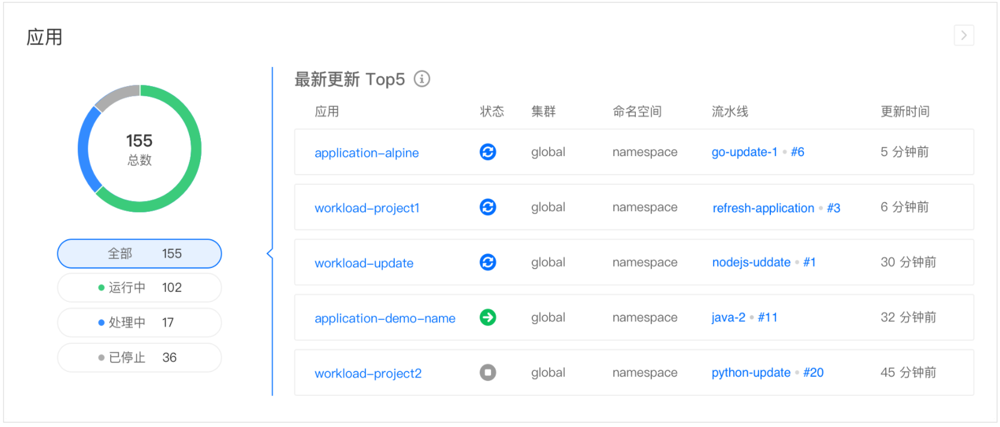 应用
155
总数
全部 155
运行中 102
处理中 17
已停止 36
最新更新 Top5
应用 状态 集群 命名空间 流水线 更新时间
application-alpine global namespace go-update-1 • #6 5 分钟前
workload-project1 global namespace refresh-application • #3 6 分钟前
workload-update global namespace nodejs-uddate • #1 30 分钟前
application-demo-name global namespace java-2 • #11 32 分钟前
workload-project2 global namespace python-update • #20 45 分钟前